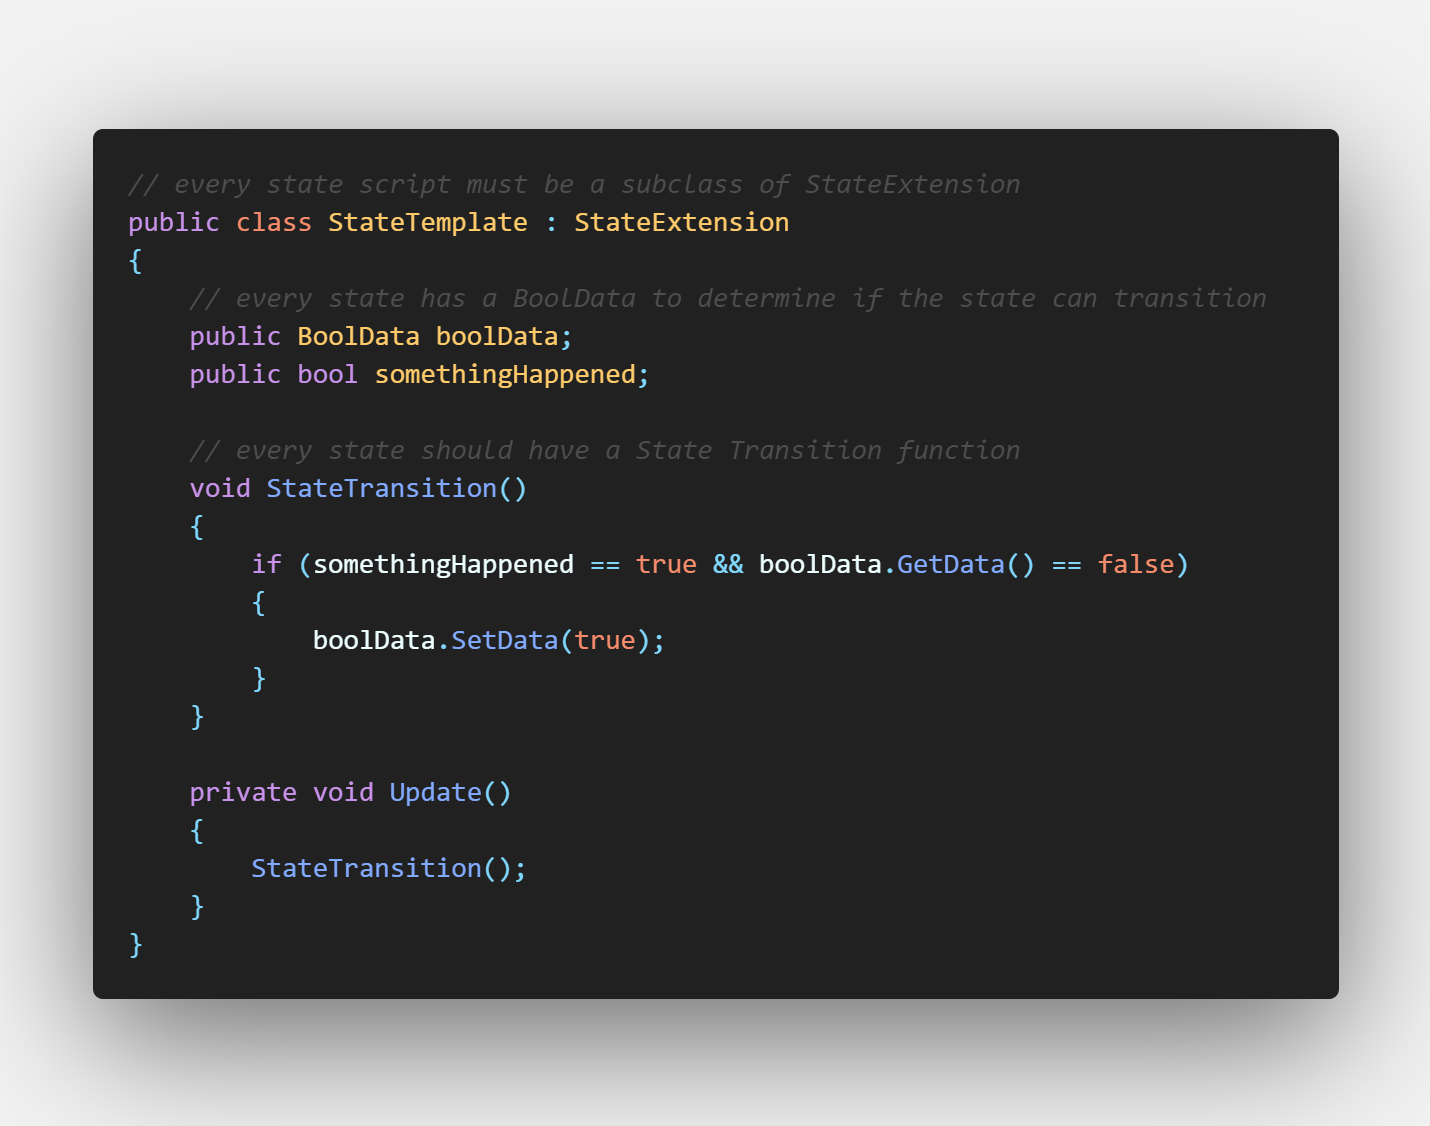 // every state script must be a subclass of StateExtension
public class StateTemplate : StateExtension
{
    // every state has a BoolData to determine if the state can transition
    public BoolData boolData;
    public bool somethingHappened;

    // every state should have a State Transition function
    void StateTransition()
    {
        if (somethingHappened == true && boolData.GetData() == false)
        {
            boolData.SetData(true);
        }
    }

    private void Update()
    {
        StateTransition();
    }
}